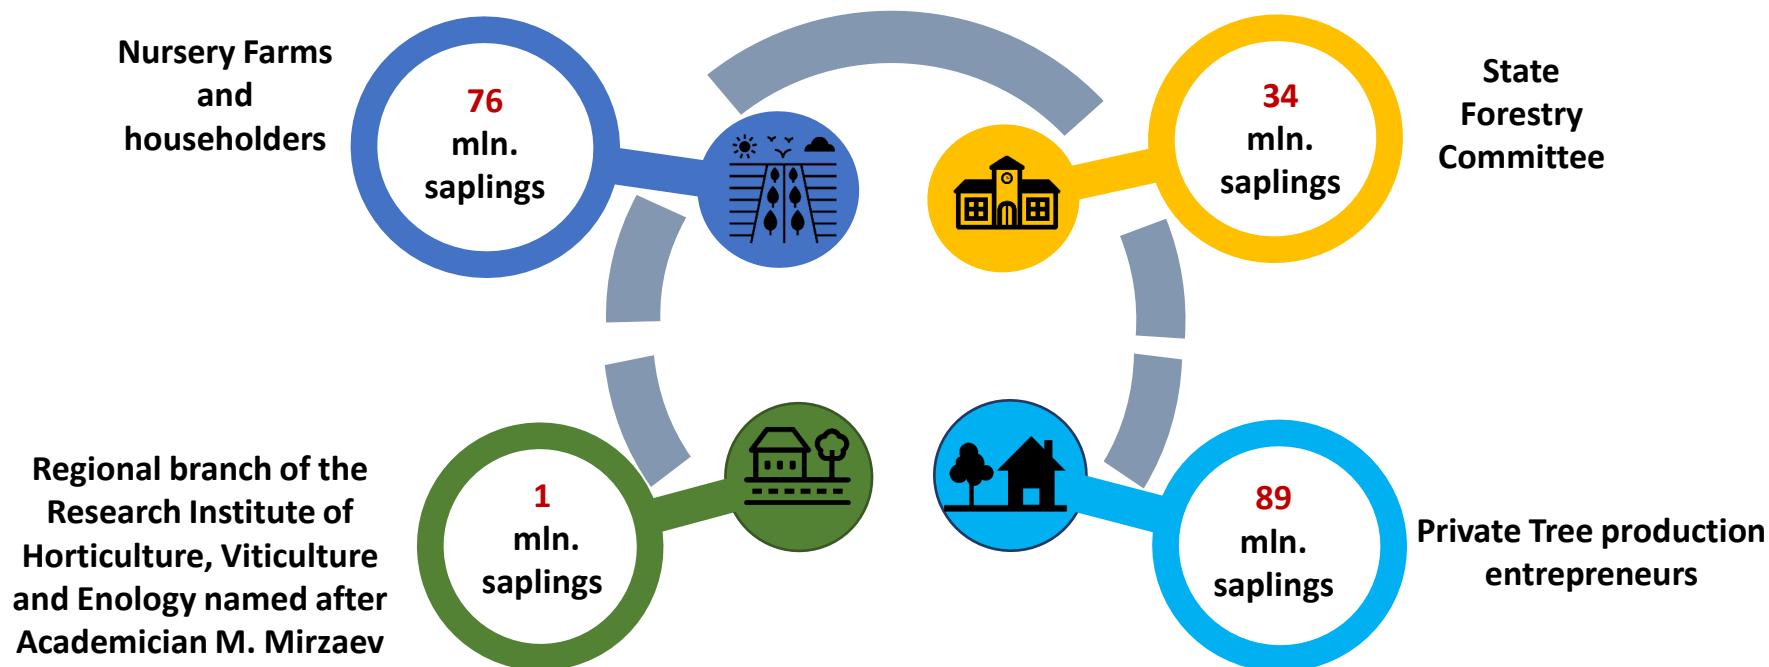 Nursery Farms
and
householders
76
mln.
saplings
34
mln.
saplings
State
Forestry
Committee
Regional branch of the
Research Institute of
Horticulture, Viticulture
and Enology named after
Academician M. Mirzaev
1
mln.
saplings
89
mln.
saplings
Private Tree production
entrepreneurs